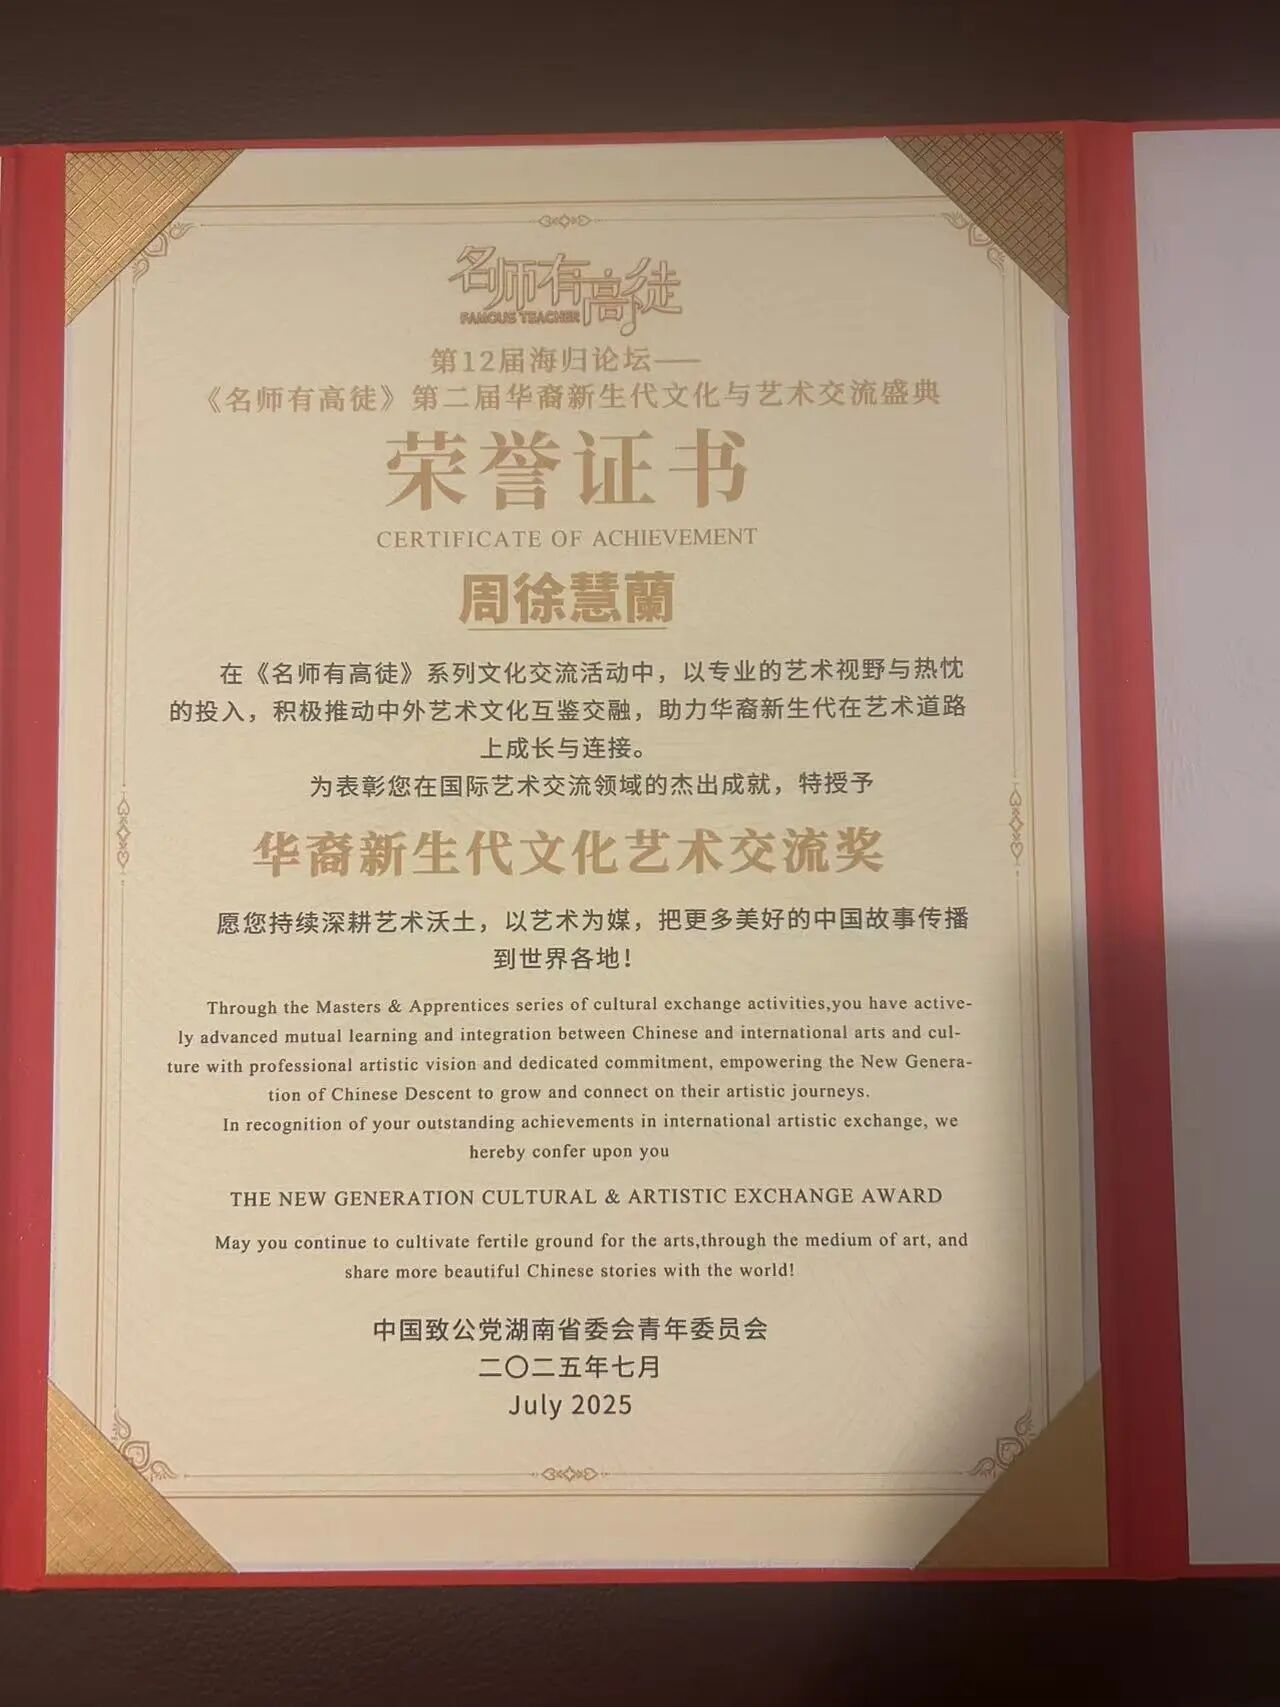 名师有高徒
FAMOUS TEACHER
第12届海归论坛——
《名师有高徒》第二届华裔新生代文化与艺术交流盛典
荣誉证书
CERTIFICATE OF ACHIEVEMENT
周徐慧蘭
在《名师有高徒》系列文化交流活动中，以专业的艺术视野与热忱
的投入，积极推动中外艺术文化互鉴交融，助力华裔新生代在艺术道路
上成长与连接。
为表彰您在国际艺术交流领域的杰出成就，特授予
华裔新生代文化艺术交流奖
愿您持续深耕艺术沃土，以艺术为媒，把更多美好的中国故事传播
到世界各地！
Through the Masters & Apprentices series of cultural exchange activities,you have active-
ly advanced mutual learning and integration between Chinese and international arts and cul-
ture with professional artistic vision and dedicated commitment, empowering the New Genera-
tion of Chinese Descent to grow and connect on their artistic journeys.
In recognition of your outstanding achievements in international artistic exchange, we
hereby confer upon you
THE NEW GENERATION CULTURAL & ARTISTIC EXCHANGE AWARD
May you continue to cultivate fertile ground for the arts,through the medium of art, and
share more beautiful Chinese stories with the world!
中国致公党湖南省委会青年委员会
二〇二五年七月
July 2025